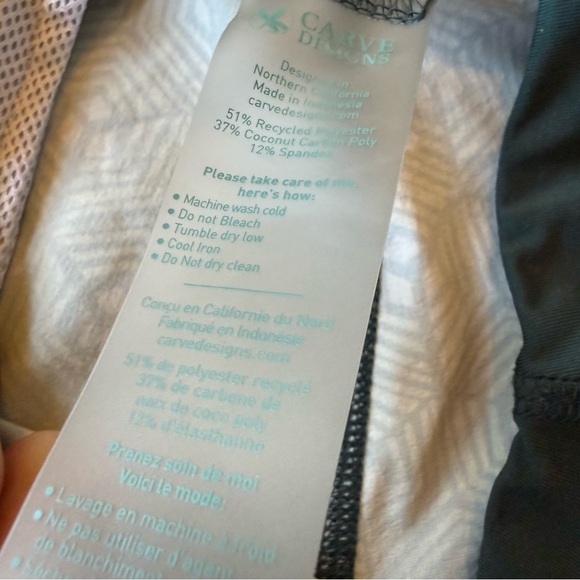 CARVE
DESIGNS
Designed in
Northern California
Made in Indonesia
carvedesigns.com
51% Recycled Polyester
37% Coconut Carbon Poly
12% Spandex
Please take care of me,
here's how:
• Machine wash cold
• Do not Bleach
• Tumble dry low
• Cool Iron
• Do Not dry clean
Conçu en Californie du Nord
Fabriqué en Indonésie
carvedesigns.com
51% de polyester recyclé
37% de carbone de
noix de coco poly
12% d'élasthanne
Prenez soin de moi
Voici le mode:
• Lavage en machine à froid
• Ne pas utiliser d'agent
de blanchiment